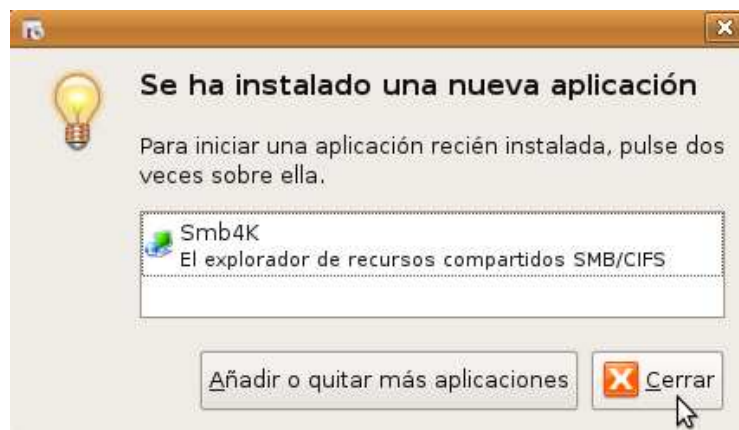 Se ha instalado una nueva aplicación
Para iniciar una aplicación recién instalada, pulse dos
veces sobre ella.
Smb4K
El explorador de recursos compartidos SMB/CIFS
Añadir o quitar más aplicaciones
Cerrar